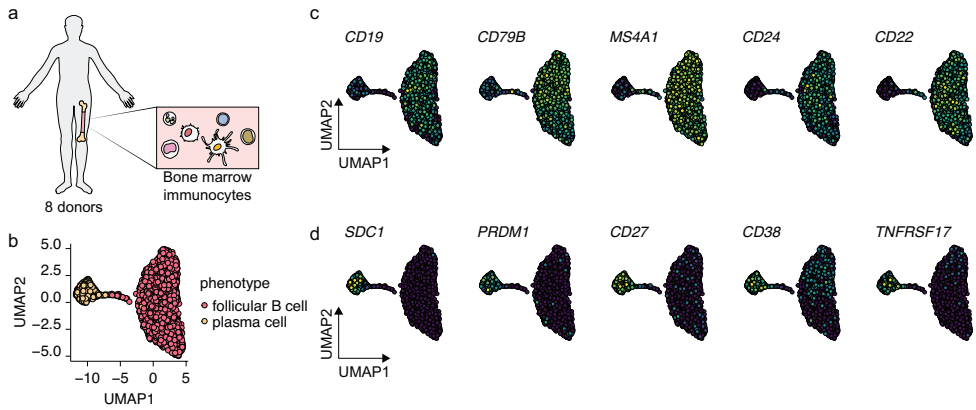 a
8 donors
Bone marrow
immunocytes
b
5.0
2.5
0.0
−2.5
−5.0
UMAP2
−10
−5
0
5
UMAP1
phenotype
follicular B cell
plasma cell
c
CD19
CD79B
MS4A1
CD24
CD22
UMAP2
UMAP1
d
SDC1
PRDM1
CD27
CD38
TNFRSF17
UMAP2
UMAP1